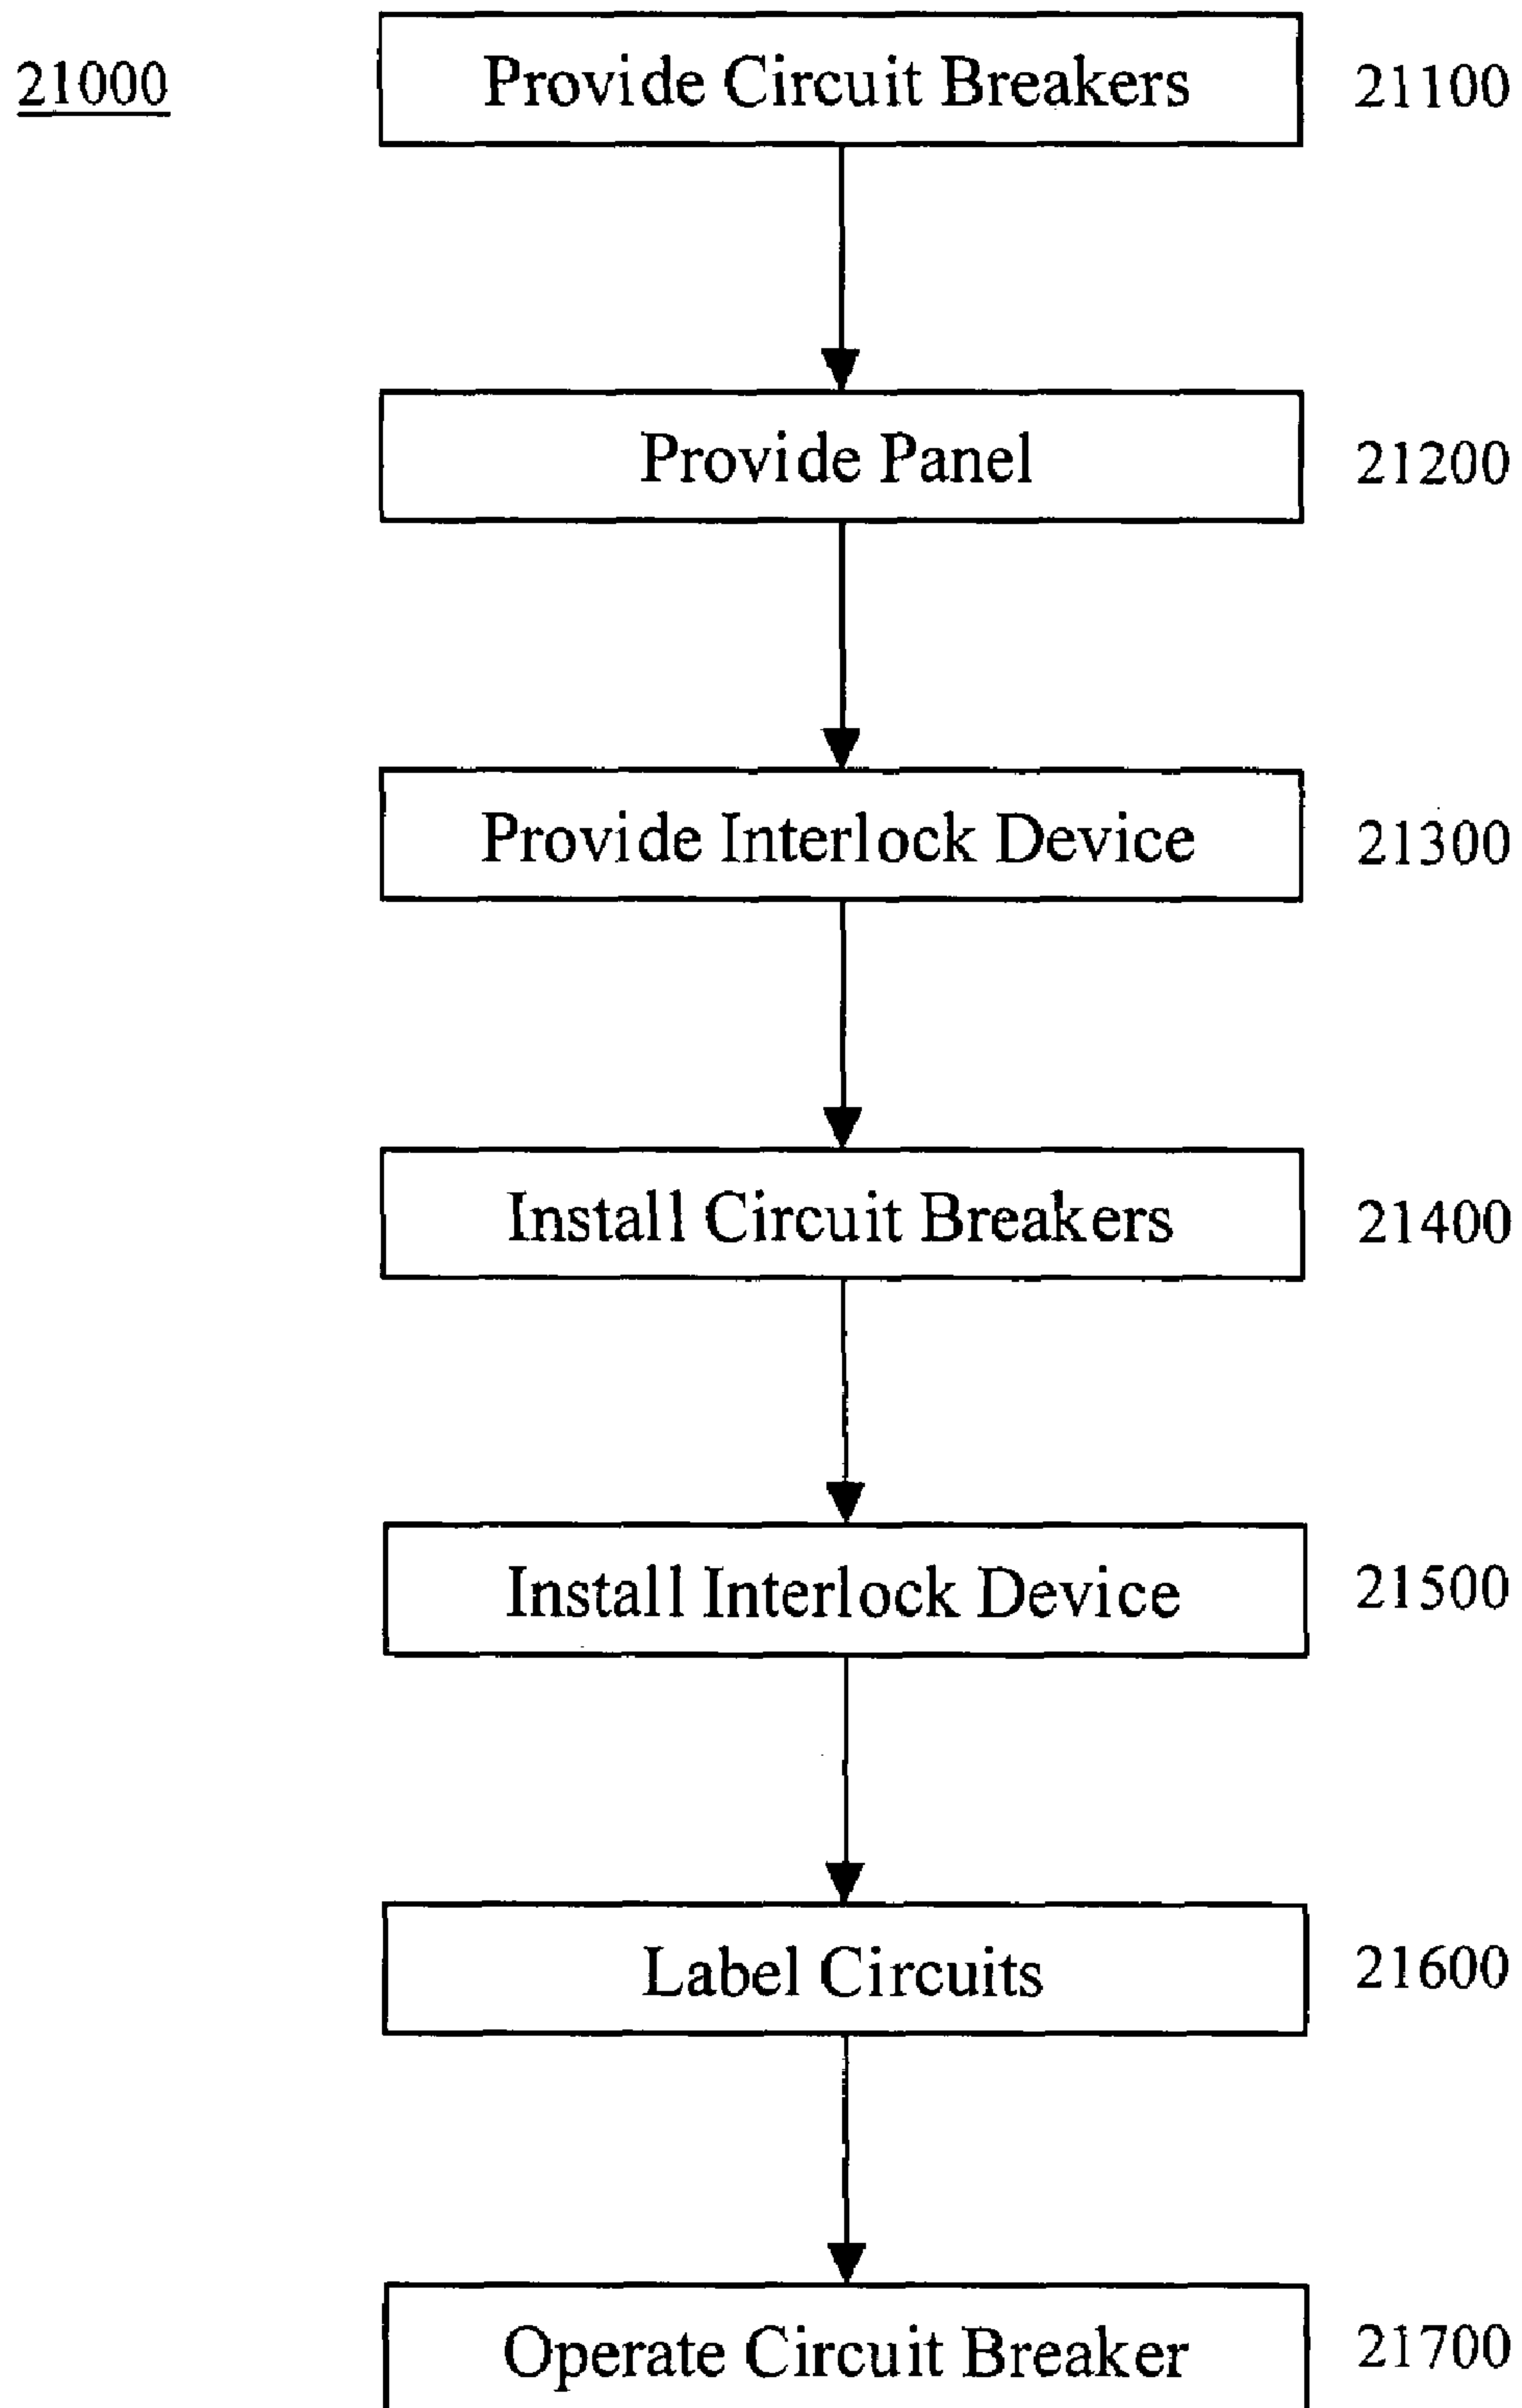 21000
Provide Circuit Breakers 21100
Provide Panel 21200
Provide Interlock Device 21300
Install Circuit Breakers 21400
Install Interlock Device 21500
Label Circuits 21600
Operate Circuit Breaker 21700